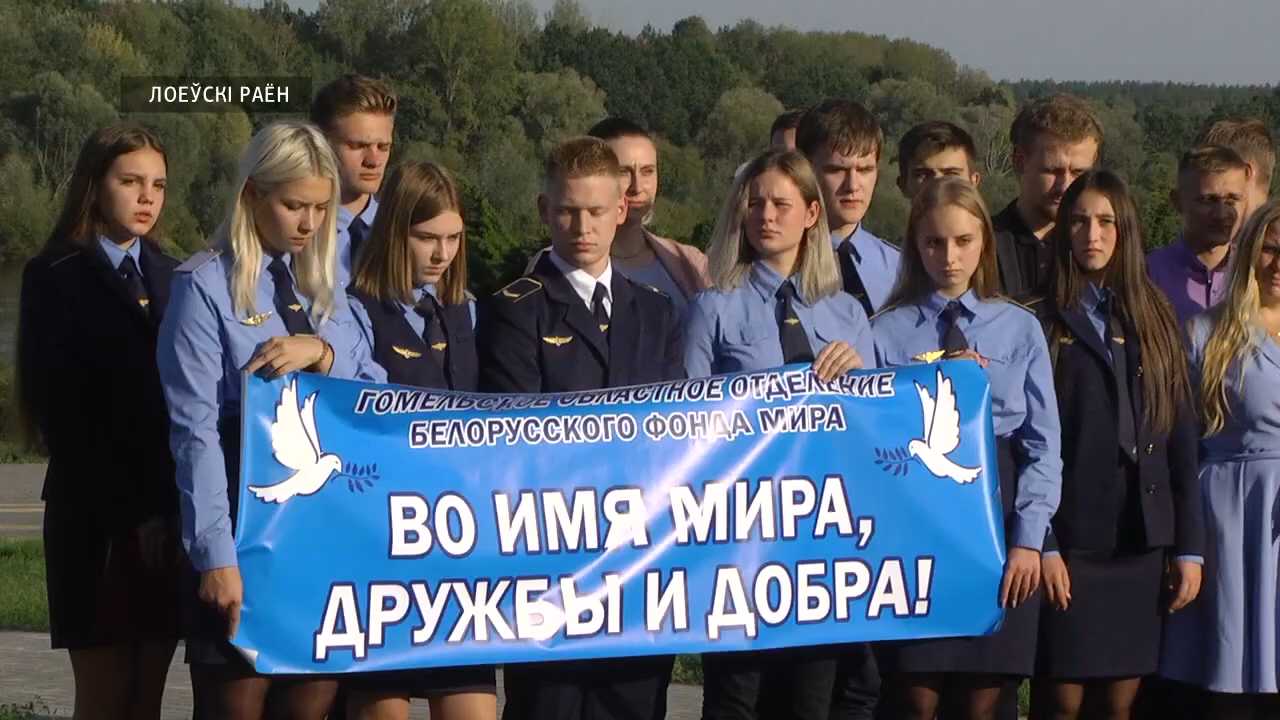 ЛОЕЎСКІ РАЁН
ГОМЕЛЬСКОЕ ОБЛАСТНОЕ ОТДЕЛЕНИЕ
БЕЛОРУССКОГО ФОНДА МИРА
ВО ИМЯ МИРА,
ДРУЖБЫ И ДОБРА!